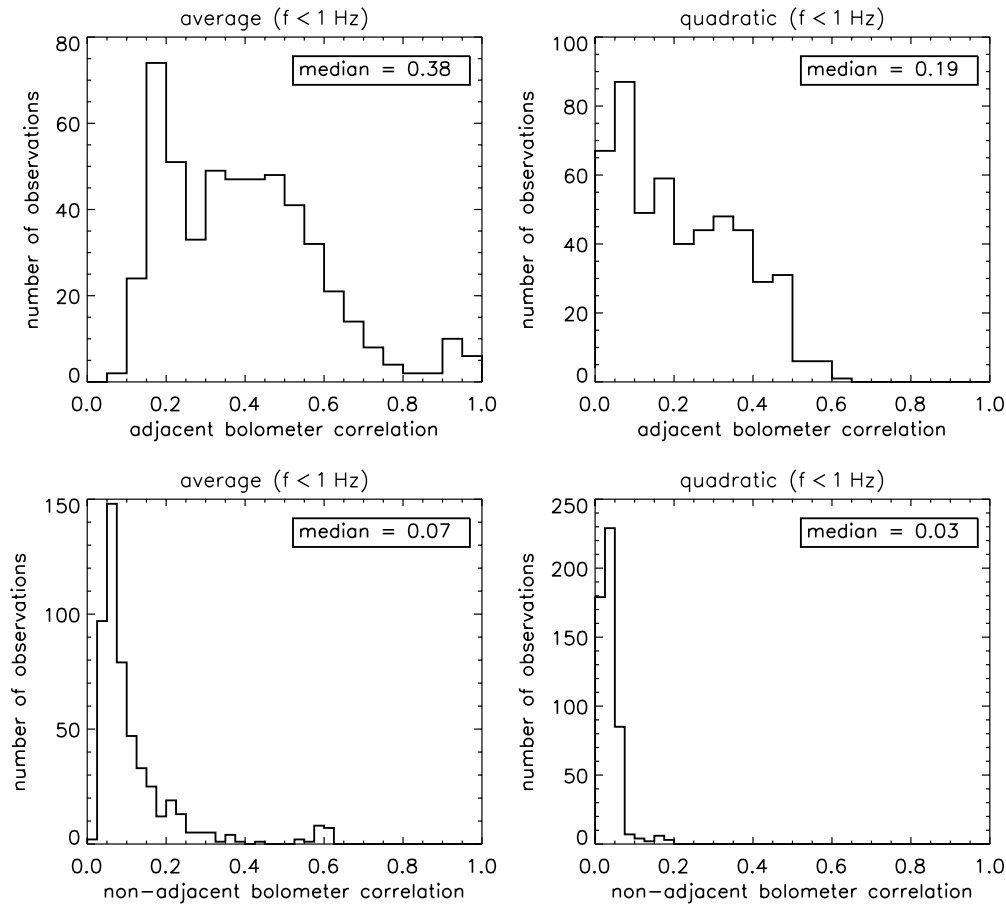 average (f < 1 Hz)
median = 0.38
number of observations
80
60
40
20
0
0.0 0.2 0.4 0.6 0.8 1.0
adjacent bolometer correlation
quadratic (f < 1 Hz)
median = 0.19
number of observations
100
80
60
40
20
0
0.0 0.2 0.4 0.6 0.8 1.0
adjacent bolometer correlation
average (f < 1 Hz)
median = 0.07
number of observations
150
100
50
0
0.0 0.2 0.4 0.6 0.8 1.0
non-adjacent bolometer correlation
quadratic (f < 1 Hz)
median = 0.03
number of observations
250
200
150
100
50
0
0.0 0.2 0.4 0.6 0.8 1.0
non-adjacent bolometer correlation